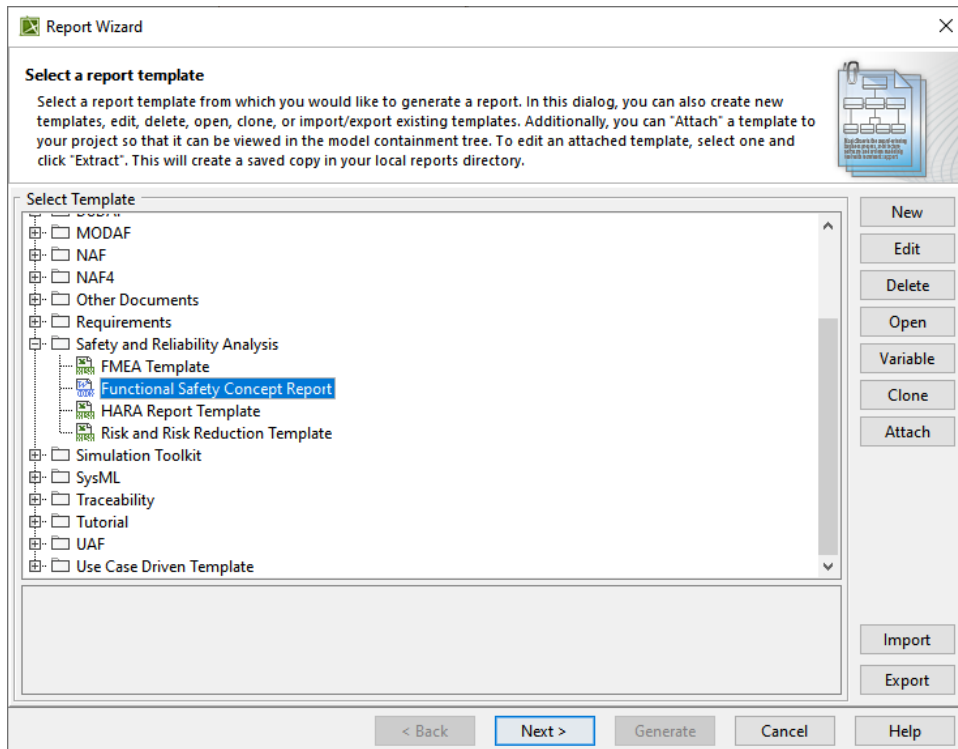 Report Wizard
Select a report template
Select a report template from which you would like to generate a report. In this dialog, you can also create new
templates, edit, delete, open, clone, or import/export existing templates. Additionally, you can "Attach" a template to
your project so that it can be viewed in the model containment tree. To edit an attached template, select one and
click "Extract". This will create a saved copy in your local reports directory.
Select Template
MODAF
NAF
NAF4
Other Documents
Requirements
Safety and Reliability Analysis
FMEA Template
Functional Safety Concept Report
HARA Report Template
Risk and Risk Reduction Template
Simulation Toolkit
SysML
Traceability
Tutorial
UAF
Use Case Driven Template
New
Edit
Delete
Open
Variable
Clone
Attach
Import
Export
< Back
Next >
Generate
Cancel
Help